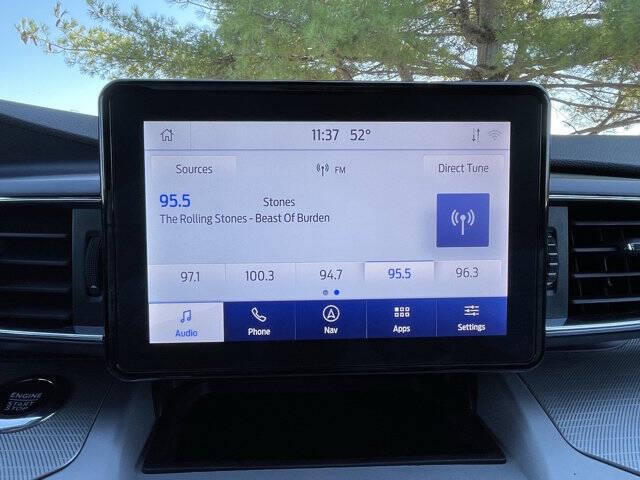 11:37 52°
Sources FM Direct Tune
95.5 Stones
The Rolling Stones - Beast Of Burden
97.1 100.3 94.7 95.5 96.3
Audio Phone Nav Apps Settings
ENGINE
START
STOP